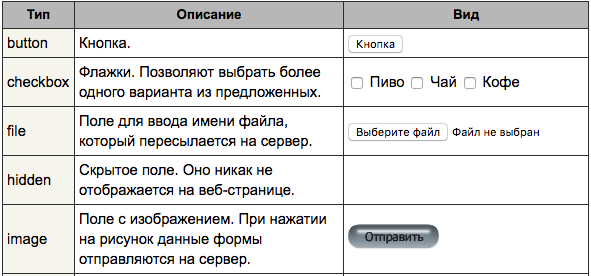 Тип Описание Вид
button Кнопка. Кнопка
checkbox Флажки. Позволяют выбрать более одного варианта из предложенных. Пиво Чай Кофе
file Поле для ввода имени файла, который пересылается на сервер. Выберите файл Файл не выбран
hidden Скрытое поле. Оно никак не отображается на веб-странице.
image Поле с изображением. При нажатии на рисунок данные формы отправляются на сервер. Отправить